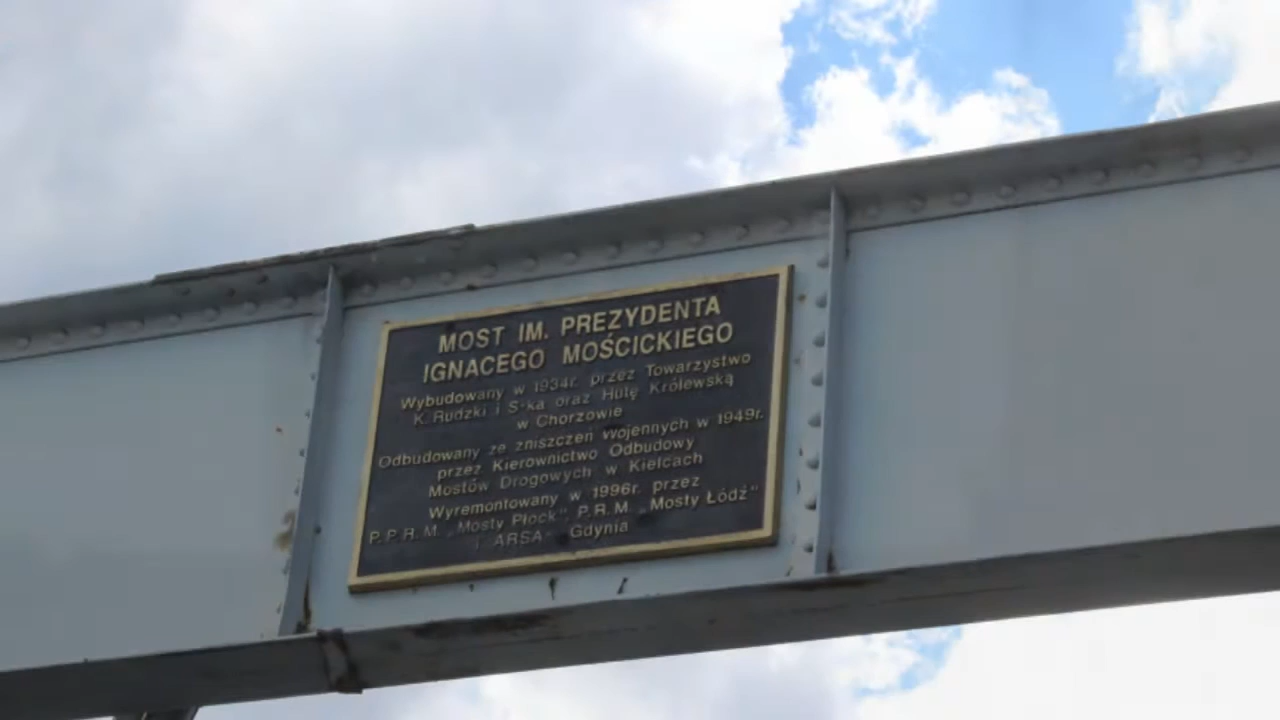 MOST IM. PREZYDENTA
IGNACEGO MOŚCICKIEGO
Wybudowany w 1934r. przez Towarzystwo
K. Rudzki i S-ka oraz Hutę Królewską
w Chorzowie
Odbudowany ze zniszczeń wojennych w 1949r.
przez Kierownictwo Odbudowy
Mostów Drogowych w Kielcach
Wyremontowany w 1996r. przez
P.P.R.M. „Mosty Płock", P.R.M. „Mosty Łódź"
i „ARSA" Gdynia